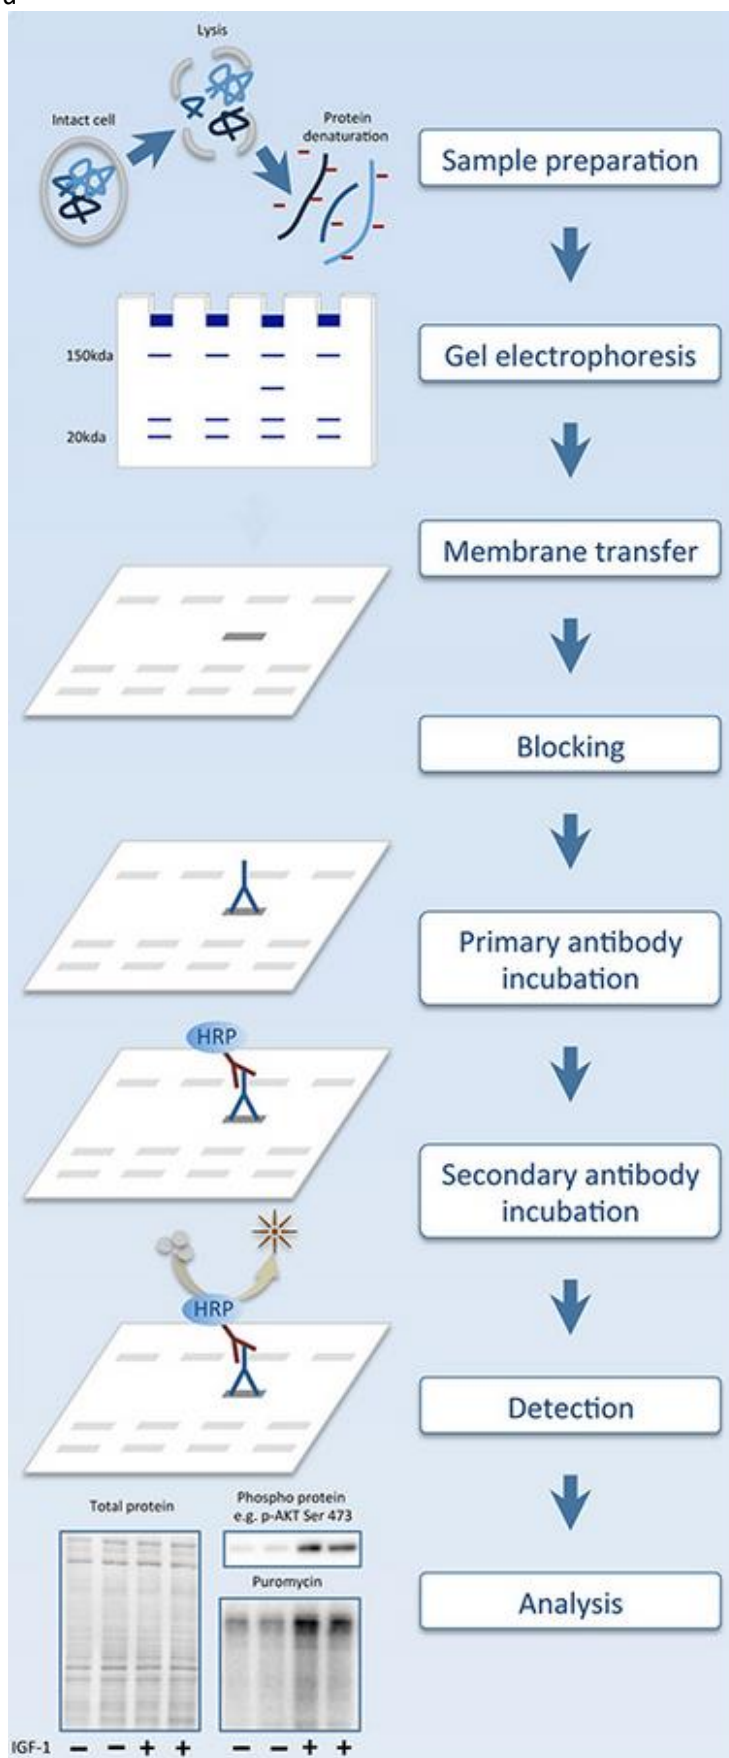 Lysis
Intact cell
Protein
denaturation
Sample preparation
150kda
20kda
Gel electrophoresis
Membrane transfer
Blocking
Primary antibody
incubation
HRP
Secondary antibody
incubation
HRP
Detection
Total protein
Phospho protein
e.g. p-AKT Ser 473
Puromycin
Analysis
IGF-1 − − + + − − + +